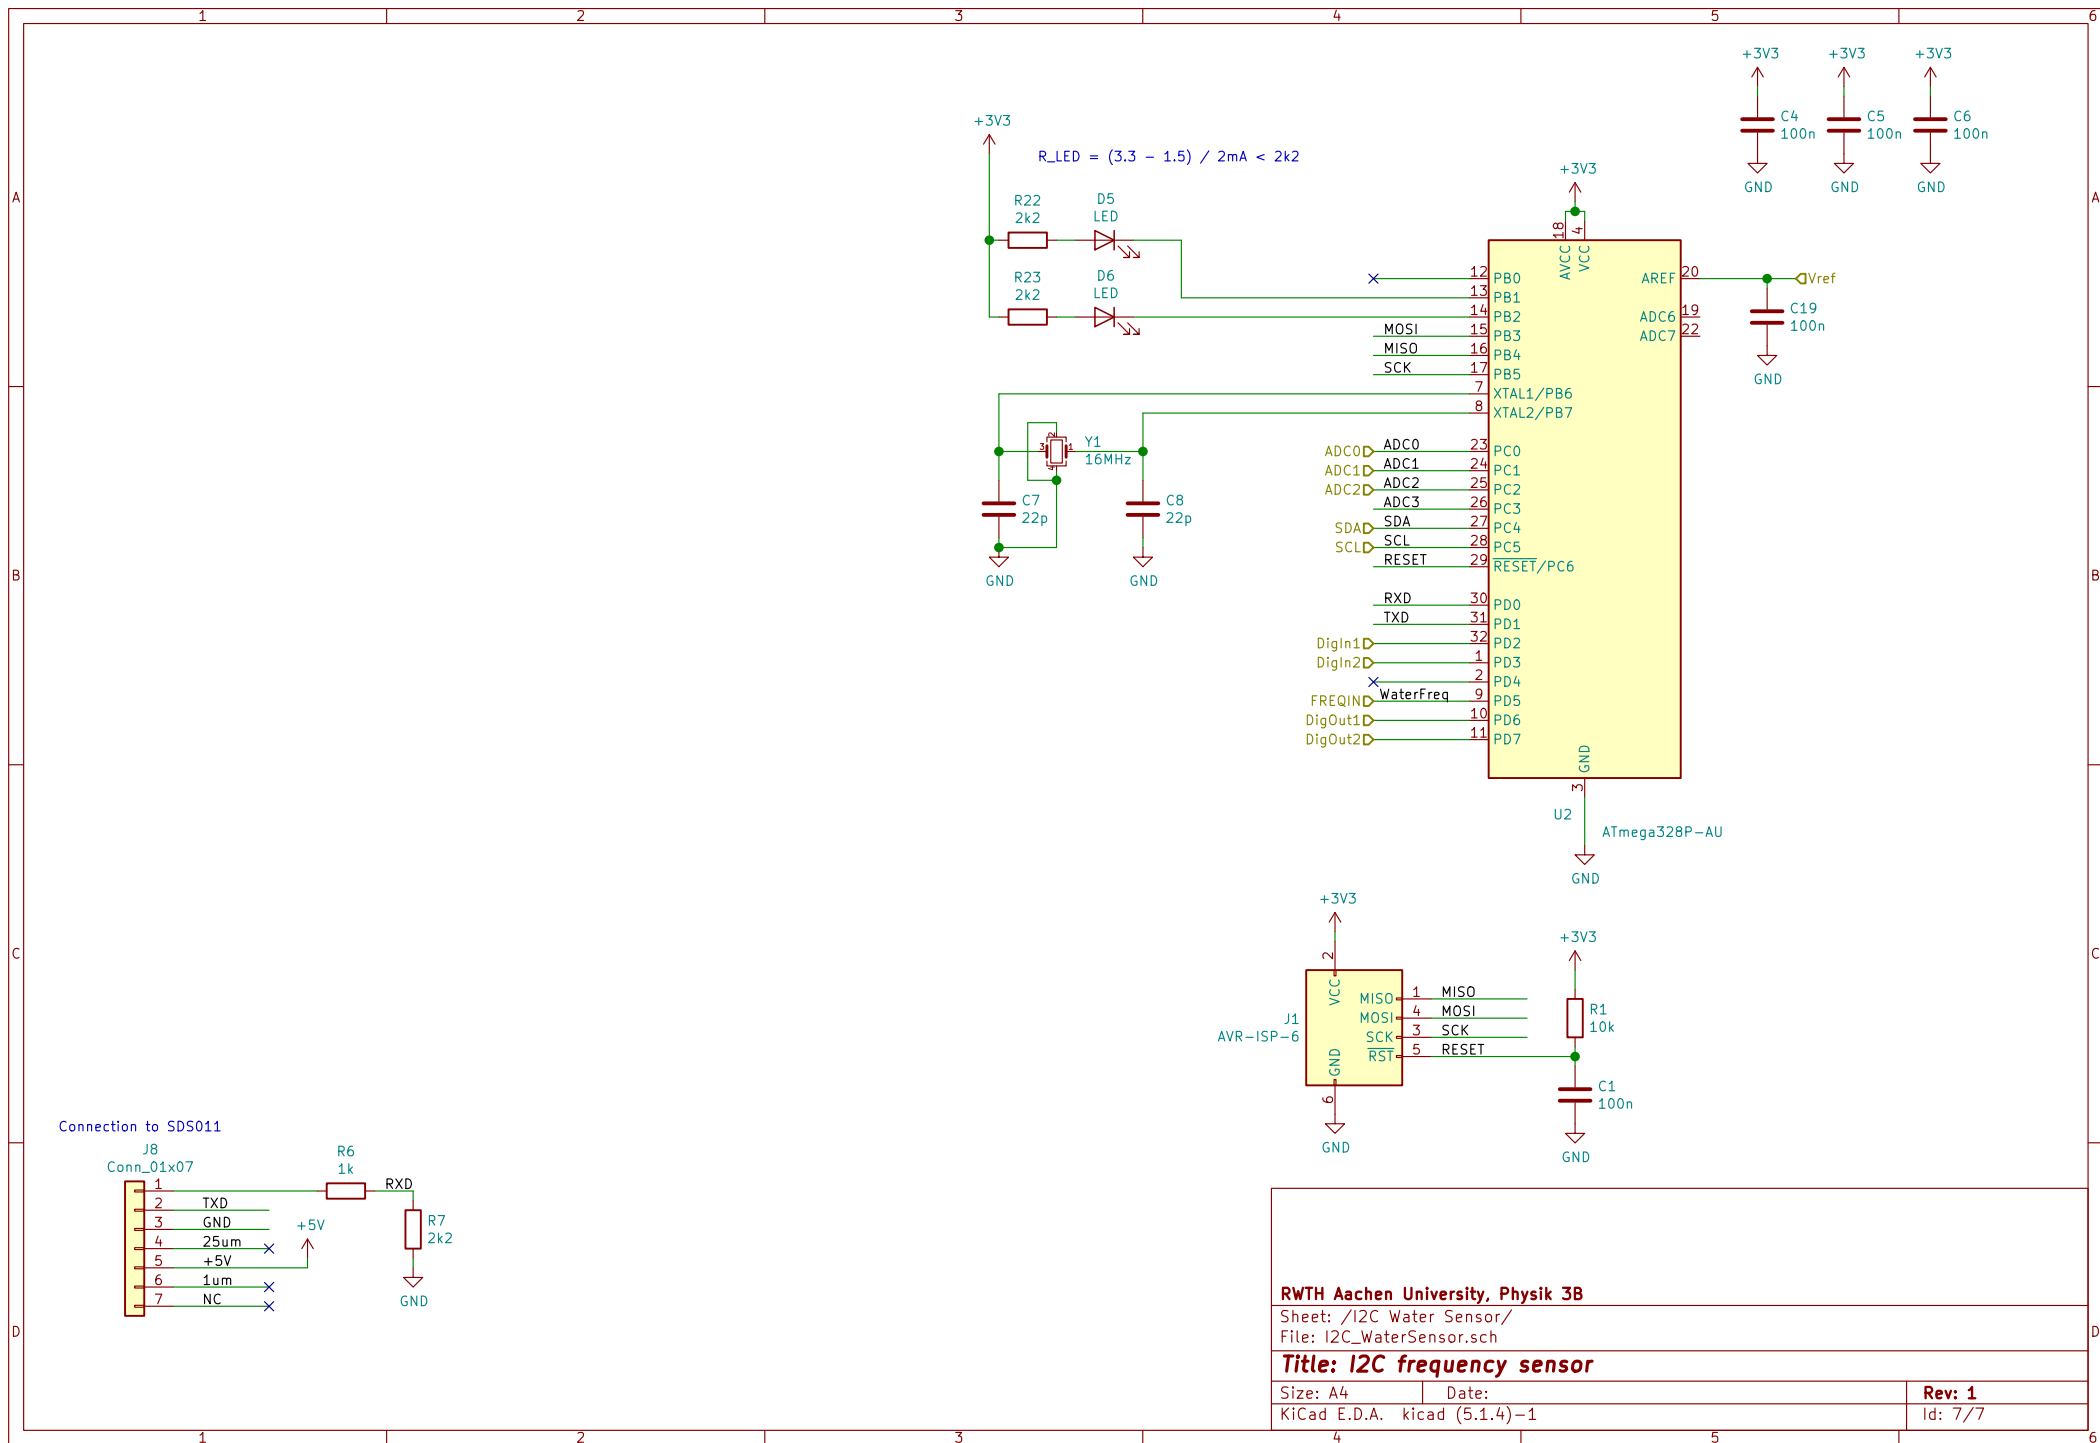 1 2 3 4 5 6
+3V3 +3V3 +3V3
C4 C5 C6
100n 100n 100n
GND GND GND
+3V3
R_LED = (3.3 - 1.5) / 2mA < 2k2
+3V3
A A
R22 D5
2k2 LED
R23 D6
2k2 LED
18 4
AVCC VCC
12 PB0
13 PB1
14 PB2
MOSI 15 PB3
MISO 16 PB4
SCK 17 PB5
7 XTAL1/PB6
8 XTAL2/PB7
AREF 20 Vref
ADC6 19
ADC7 22
C19
100n
GND
2
3 1
4
Y1
16MHz
C7
22p
C8
22p
GND GND
ADC0 ADC0 23 PC0
ADC1 ADC1 24 PC1
ADC2 ADC2 25 PC2
ADC3 26 PC3
SDA SDA 27 PC4
SCL SCL 28 PC5
RESET 29 RESET/PC6
B B
RXD 30 PD0
TXD 31 PD1
DigIn1 32 PD2
DigIn2 1 PD3
2 PD4
FREQIN WaterFreq 9 PD5
DigOut1 10 PD6
DigOut2 11 PD7
GND
3
U2
ATmega328P-AU
GND
+3V3
+3V3
C C
2
VCC
J1
AVR-ISP-6
MISO 1 MISO
MOSI 4 MOSI
SCK 3 SCK
RST 5 RESET
GND
6
GND
R1
10k
C1
100n
GND
Connection to SDS011
J8
Conn_01x07
R6
1k
1 RXD
2 TXD
3 GND
4 25um
5 +5V
6 1um
7 NC
+5V
R7
2k2
GND
D D
RWTH Aachen University, Physik 3B
Sheet: /I2C Water Sensor/
File: I2C_WaterSensor.sch
Title: I2C frequency sensor
Size: A4 Date: Rev: 1
KiCad E.D.A. kicad (5.1.4)-1 Id: 7/7
1 2 3 4 5 6